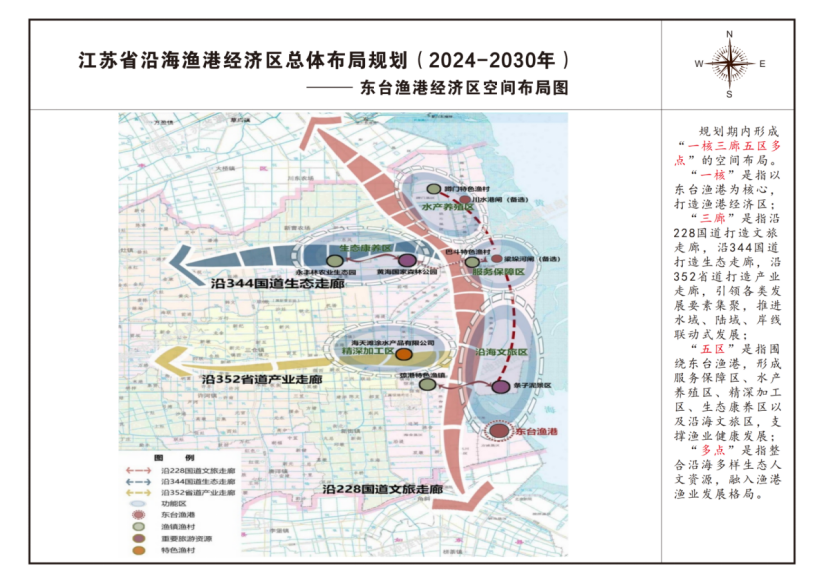 江苏省沿海渔港经济区总体布局规划（2024-2030年）
—— 东台渔港经济区空间布局图
N
W
E
S
规划期内形成
“一核三廊五区多
点”的空间布局。
“一核”是指以
东台渔港为核心，
打造渔港经济区；
“三廊”是指沿
228国道打造文旅
走廊，沿344国道
打造生态走廊，沿
352省道打造产业
走廊，引领各类发
展要素集聚，推进
水域、陆域、岸线
联动式发展；
“五区”是指围
绕东台渔港，形成
服务保障区、水产
养殖区、精深加工
区、生态康养区以
及沿海文旅区，支
撑渔业健康发展；
“多点”是指整
合沿海多样生态人
文资源，融入渔港
渔业发展格局。
川水港闸（备选）
水产养殖区
生态康养区
巴斗特色渔村
梁垛河闸（备选）
永丰林农业生态园
黄海国家森林公园
服务保障区
沿344国道生态走廊
海天滩涂水产品有限公司
精深加工区
沿海文旅区
沿352省道产业走廊
条子泥景区
东台渔港
沿228国道文旅走廊
图 例
沿228国道文旅走廊
沿344国道生态走廊
沿352省道产业走廊
功能区
东台渔港
渔镇渔村
重要旅游资源
特色渔村